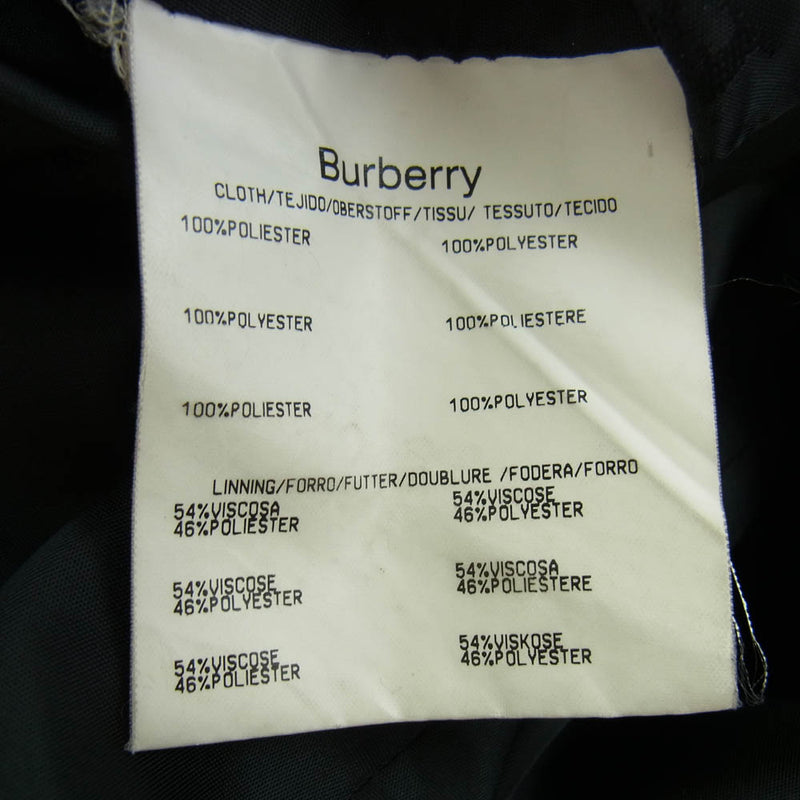 Burberry
CLOTH/TEJIDO/OBERSTOFF/TISSU/ TESSUTO/TECIDO
100%POLIESTER 100%POLYESTER
100%POLYESTER 100%POLIESTERE
100%POLIESTER 100%POLYESTER
LINNING/FORRO/FUTTER/DOUBLURE /FODERA/FORRO
54%VISCOSA 54%VISCOSE
46%POLIESTER 46%POLYESTER
54%VISCOSE 54%VISCOSA
46%POLYESTER 46%POLIESTERE
54%VISCOSE 54%VISKOSE
46%POLIESTER 46%POLYESTER